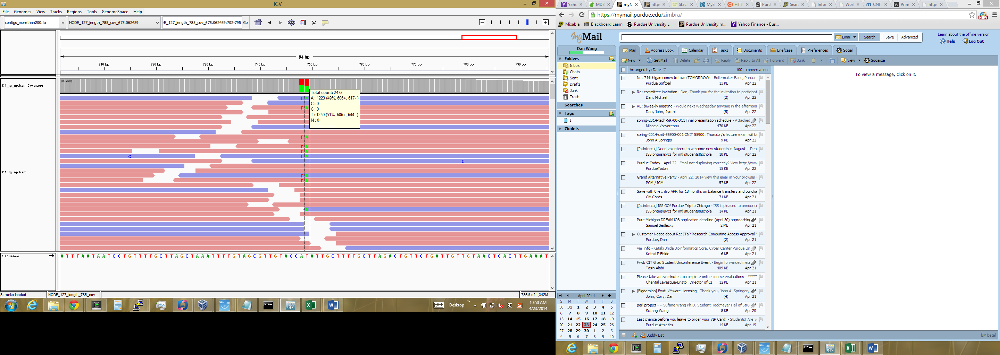 IGV
File Genomes View Tracks Regions Tools GenomeSpace Help
contigs_morethan200.fa NODE_127_length_785_cov_675.062439 IE_127_length_785_cov_675.062439:702-795 Go
94 bp
710 bp 720 bp 730 bp 740 bp 750 bp 760 bp 770 bp 780 bp 790 bp
D1_rg_np.bam Coverage
[0 - 2589]
Total count: 2473
A : 1223 (49%, 606+, 617- )
C : 0
G : 0
T : 1250 (51%, 606+, 644- )
N : 0
---------------
T A
T A
T A
T A
T A
C T A
C
D1_rg_np.bam
T A
T A
A
Sequence
A T T T A A T A A T C C T G T T T T G C T T A G C T A A A T T T T G T A G C G T T G T A C C A T A T T G C T T T T G C T T A G A C T G T T C T G A T T G T T G T A A C T C A C T T G A A A T
3 tracks loaded NODE_127_length_785_cov... 735M of 1,342M
Desktop 英 10:50 AM
4/23/2014
Yaho MDB myM https Stack MySQ HTTP Purd Searc Infor Worl CNIT Princ https
https://mymail.purdue.edu/zimbra/
NEW
Mixable Blackboard Learn Purdue University L... Purdue University m... Yahoo Finance - Bus...
myMail Email Search Save Advanced
Learn about the offline version
Help Log Out
Dan Wang
Mail Address Book Calendar Tasks Documents Briefcase Preferences Social
Folders
Inbox
Chats
Sent
Drafts
Junk
Trash
Searches
Tags
I
Zimlets
New Get Mail Delete Reply Reply to All Forward Junk View Socialize
Arranged by: Date 100+ conversations
To view a message, click on it.
No. 7 Michigan comes to town TOMORROW! - Boilermaker Fans, Purdue
Purdue Softball 13 KB Apr 22
Re: committee invitation - Dan, Thank you for the invitation to participat
Dan, Michael (2) Apr 22
RE: biweekly meeting - Would next Wednesday anytime in the afternoor
Dan, John, Jyothi (5) Apr 22
spring-2014-tech-69700-011 Final presentation schedule - Attached
Mihaela Vorvoreanu 470 KB Apr 22
spring-2014-cnit-55900-001 CNIT 55900: Thursday's lecture exam will be
John A Springer 9 KB Apr 22
[Issintercul] Need volunteers to welcome new students in August! - Dea
ISS prgms/svcs for intl students&schola 10 KB Apr 22
Purdue Today - April 22 - Email not displaying correctly? View http://www
PurdueToday 15 KB Apr 22
Grand Alternative Party - April 22, 2014 View this email in your browser
PCM / ICM 57 KB Apr 22
Save with 0% Intro APR for 18 months on balance transfers and purcha
Citi Cards 71 KB Apr 21
[Issintercul] ISS GO! Purdue Trip to Chicago - ISS is pleased to announce
ISS prgms/svcs for intl students&schola 14 KB Apr 21
Pure Michigan DREAMJOB application deadline (April 30) approaching
Samuel Sedlecky 2 MB Apr 21
Customer Notice about Re: ITaP Research Computing Access Approval N
Purdue, Dan (2) Apr 21
vm_info - Ketaki Bhide Bioinformatics Core, Cyber Center Purdue Un
Ketaki P Bhide 6 KB Apr 21
Fwd: CIT Grad Student Unconference Event - Begin forwarded mes
Tosin Alabi 409 KB Apr 21
Please take a few minutes to complete online course evaluations - *****
Chantal Levesque-Bristol, Director of CI 12 KB Apr 21
[Bigdatalab] Fwd: VMware Licensing - Thank you, John A. Springer,
John, Cory, Dan (4) Apr 21
perl project - -- Sufang Wang Ph.D. Student Hockmeyer Hall of Stru
Sufang Wang 8 KB Apr 20
Last chance before you leave to order your VIP Card! - Students! Are y
Purdue Athletics 14 KB Apr 19
April 2014
S M T W T F S
30 31 1 2 3 4 5
6 7 8 9 10 11 12
13 14 15 16 17 18 19
20 21 22 23 24 25 26
27 28 29 30 1 2 3
4 5 6 7 8 9 10
Buddy List [IM beta]